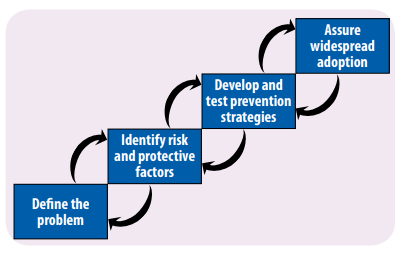 Assure
widespread
adoption
Develop and
test prevention
strategies
Identify risk
and protective
factors
Define the
problem